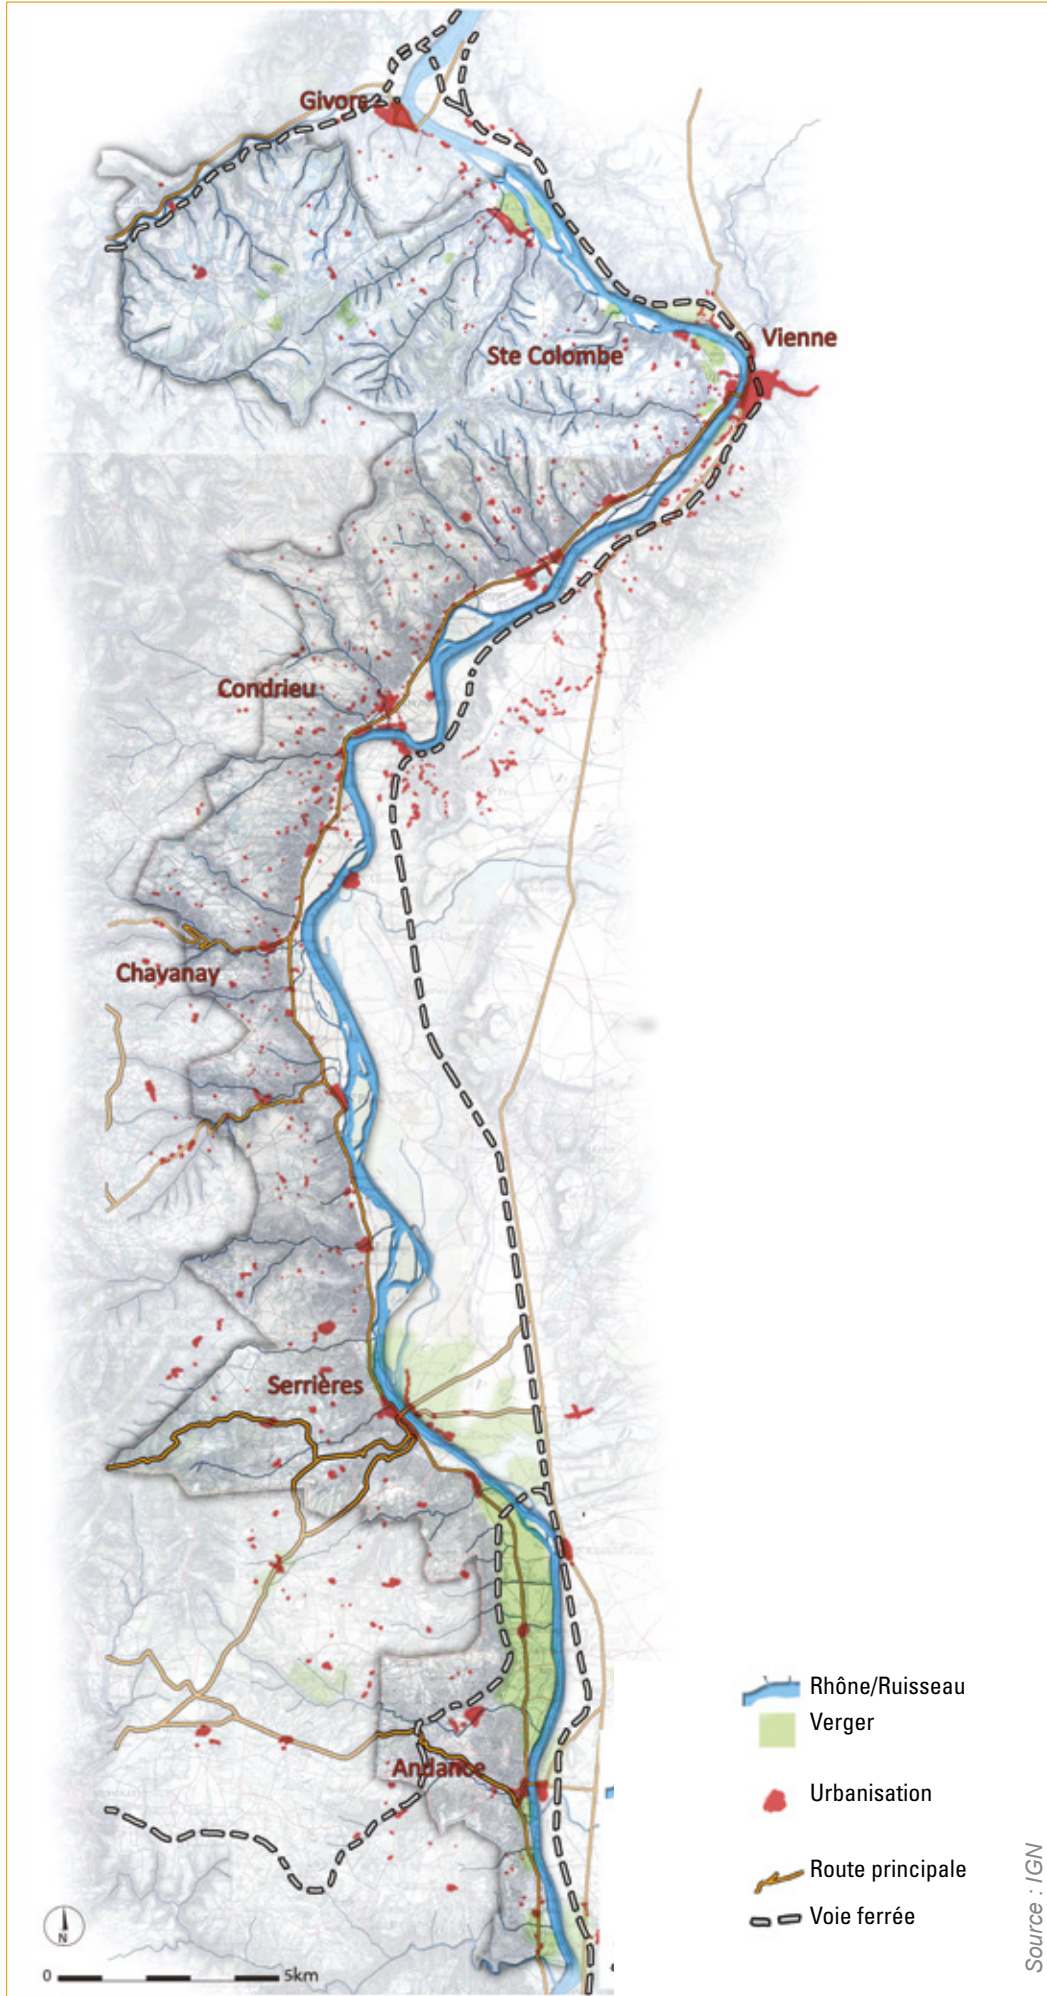 Givors
Vienne
Ste Colombe
Condrieu
Chavanay
Serrières
Andance
Rhône/Ruisseau
Verger
Urbanisation
Route principale
Voie ferrée
N
0 5km
Source : IGN